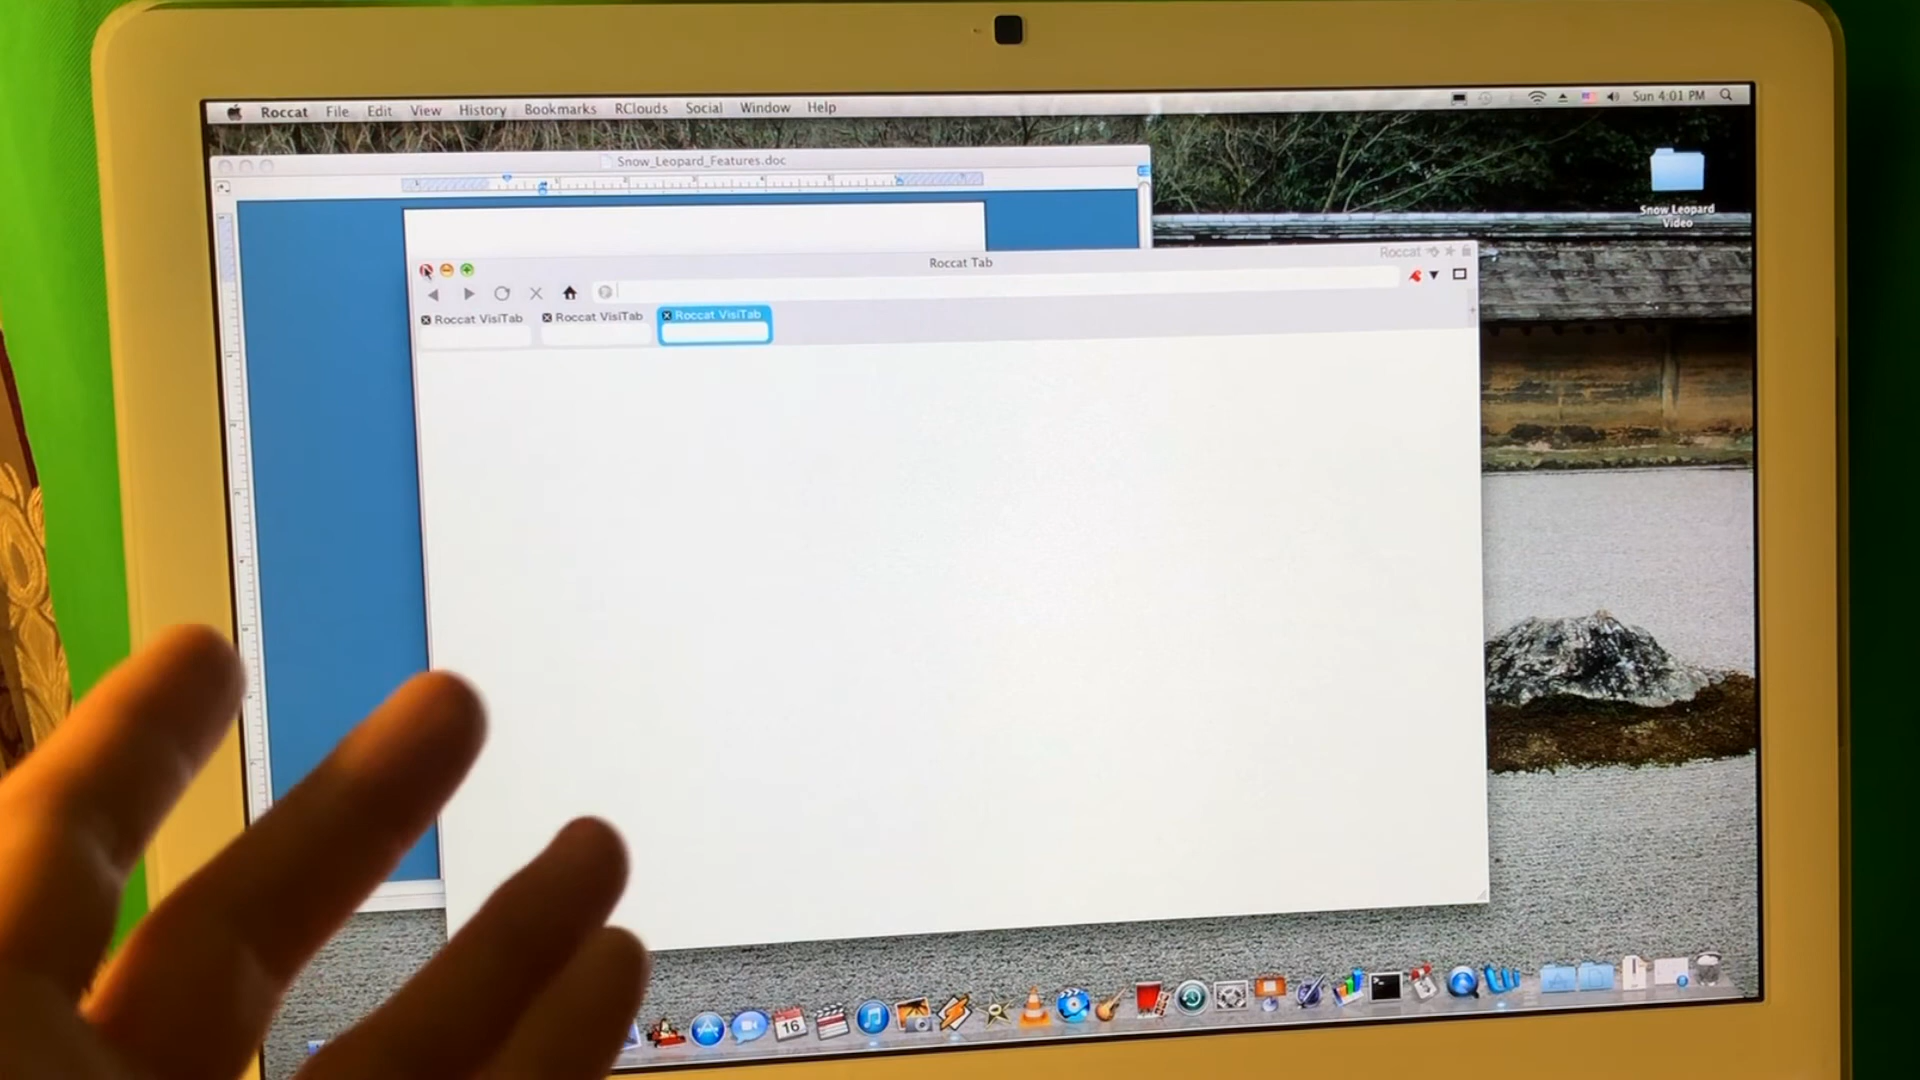 Roccat File Edit View History Bookmarks RClouds Social Window Help
Sun 4:01 PM
Snow_Leopard_Features.doc
Snow Leopard
Video
Roccat
Roccat Tab
Roccat VisiTab
Roccat VisiTab
Roccat VisiTab
16